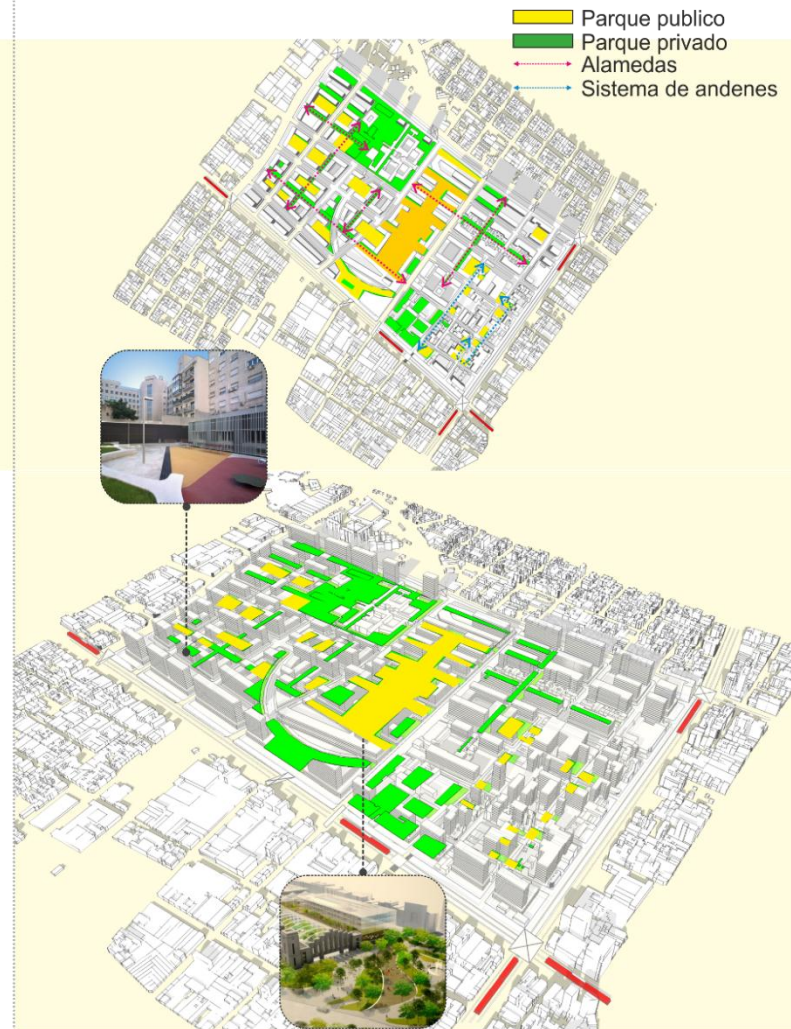 Parque publico
Parque privado
Alamedas
Sistema de andenes